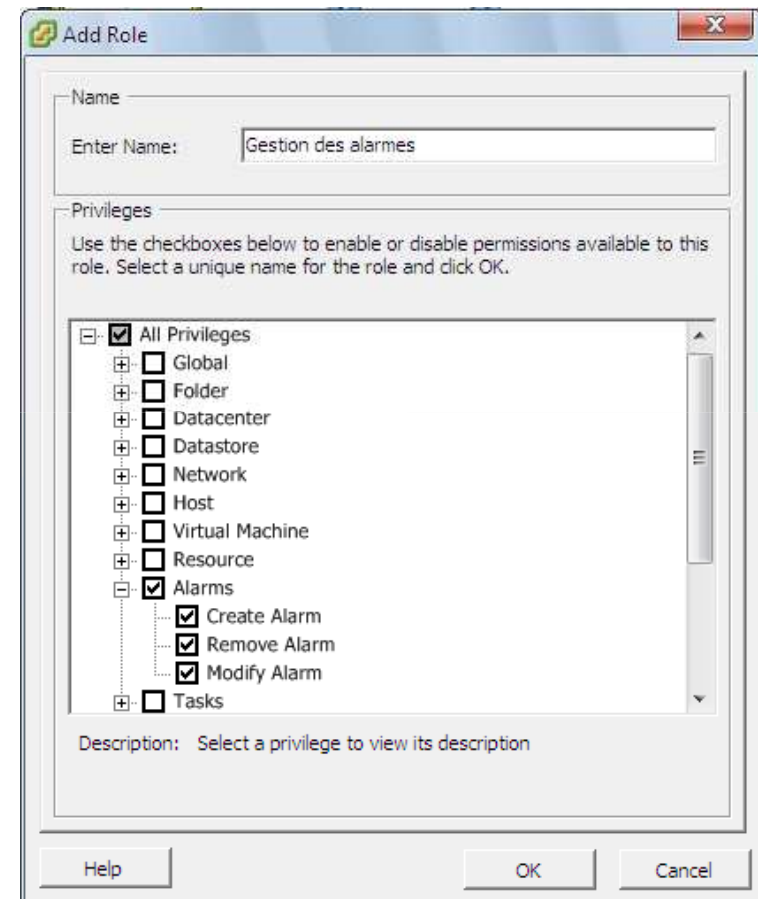 Add Role
Name
Enter Name:
Gestion des alarmes
Privileges
Use the checkboxes below to enable or disable permissions available to this
role. Select a unique name for the role and click OK.
All Privileges
Global
Folder
Datacenter
Datastore
Network
Host
Virtual Machine
Resource
Alarms
Create Alarm
Remove Alarm
Modify Alarm
Tasks
Description: Select a privilege to view its description
Help
OK
Cancel